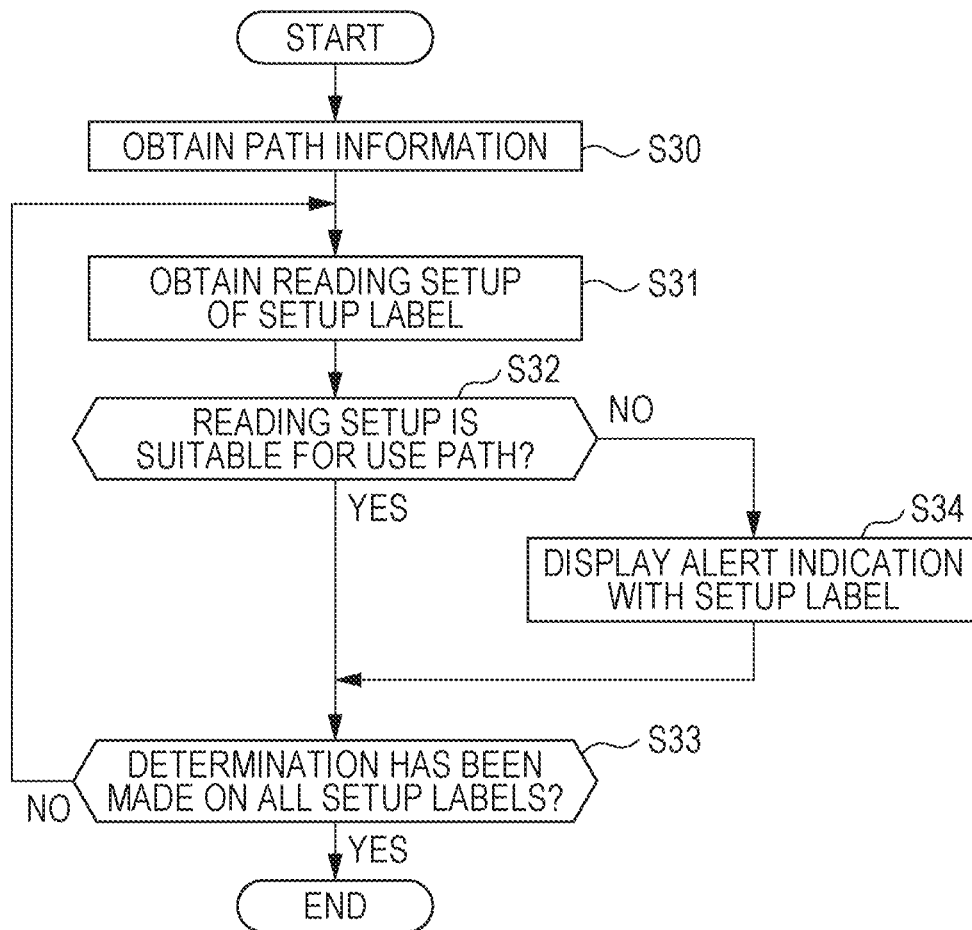 START
OBTAIN PATH INFORMATION
S30
OBTAIN READING SETUP
OF SETUP LABEL
S31
S32
READING SETUP IS
SUITABLE FOR USE PATH?
NO
YES
S34
DISPLAY ALERT INDICATION
WITH SETUP LABEL
S33
DETERMINATION HAS BEEN
MADE ON ALL SETUP LABELS?
NO
YES
END